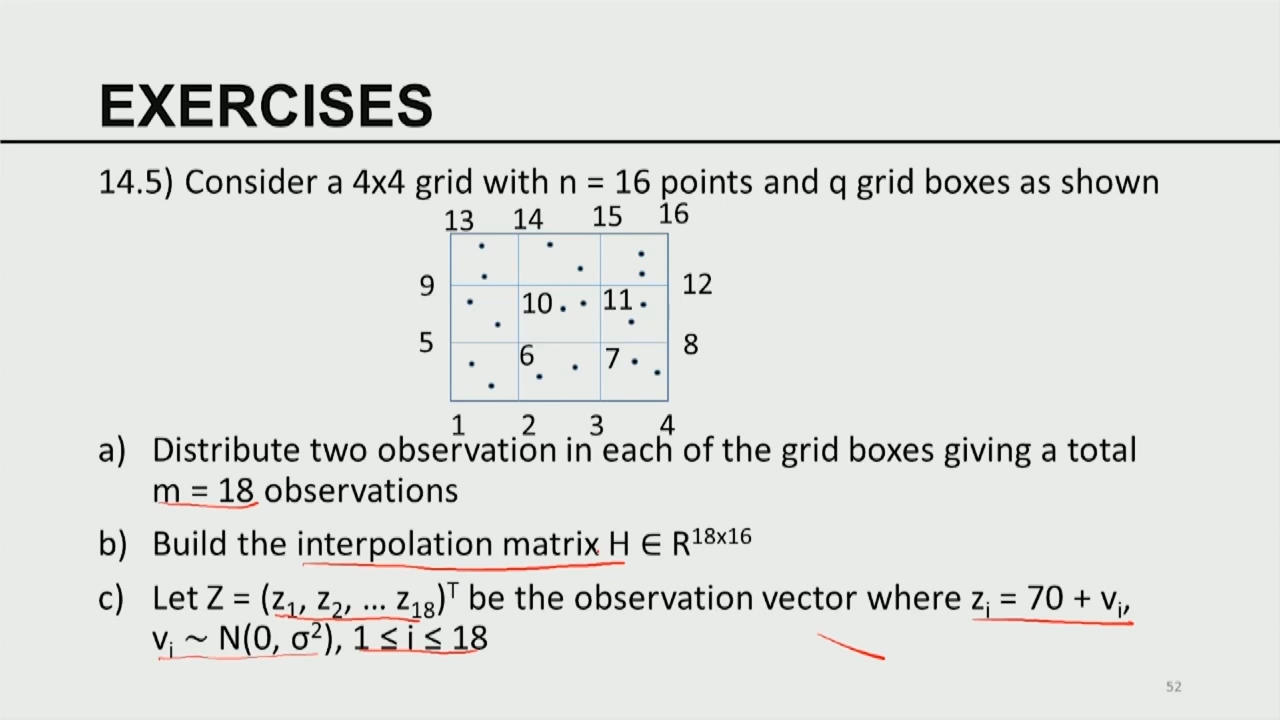 EXERCISES
14.5) Consider a 4x4 grid with n = 16 points and q grid boxes as shown
13 14 15 16
9 12
10 11
5 8
6 7
1 2 3 4
a) Distribute two observation in each of the grid boxes giving a total
m = 18 observations
b) Build the interpolation matrix H ∈ R¹⁸ˣ¹⁶
c) Let Z = (z₁, z₂, ... z₁₈)ᵀ be the observation vector where zᵢ = 70 + vᵢ,
vᵢ ~ N(0, σ²), 1 ≤ i ≤ 18
52